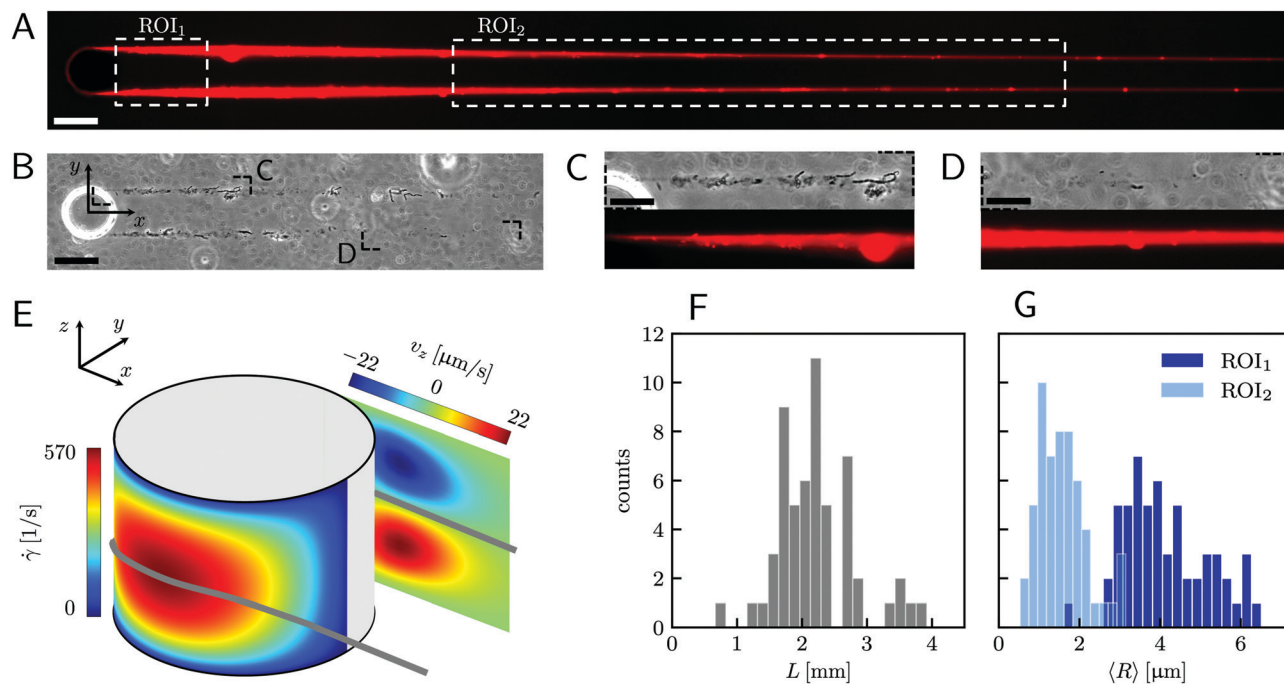 A
ROI₁
ROI₂
B
y
x
C
D
C
D
E
z
y
x
v_z [μm/s]
−22
0
22
570
γ̇ [1/s]
0
F
12
10
8
6
4
2
0
counts
0
1
2
3
4
L [mm]
G
ROI₁
ROI₂
0
2
4
6
⟨R⟩ [μm]